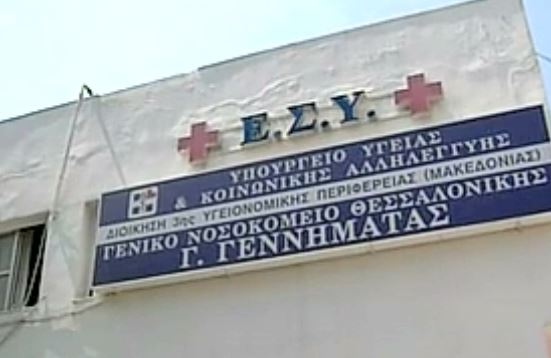 Ε.Σ.Υ.
ΥΠΟΥΡΓΕΙΟ ΥΓΕΙΑΣ
& ΚΟΙΝΩΝΙΚΗΣ ΑΛΛΗΛΕΓΓΥΗΣ
ΔΙΟΙΚΗΣΗ 3ης ΥΓΕΙΟΝΟΜΙΚΗΣ ΠΕΡΙΦΕΡΕΙΑΣ (ΜΑΚΕΔΟΝΙΑΣ)
ΓΕΝΙΚΟ ΝΟΣΟΚΟΜΕΙΟ ΘΕΣΣΑΛΟΝΙΚΗΣ
Γ. ΓΕΝΝΗΜΑΤΑΣ